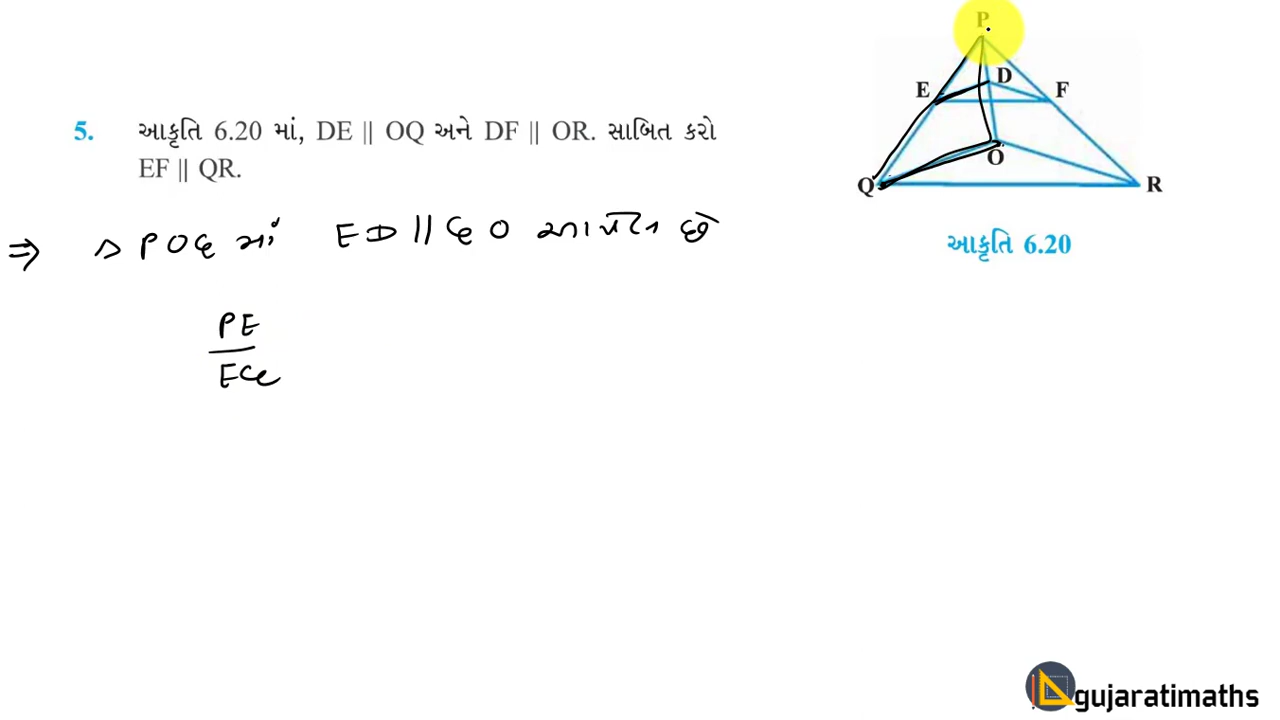 P
D
E
F
5. આકૃતિ 6.20 માં, DE || OQ અને DF || OR. સાબિત કરો
EF || QR.
O
Q
R
⇒ △ POQ માં ED || QO આપેલ છે
આકૃતિ 6.20
PE
EQ
gujaratimaths